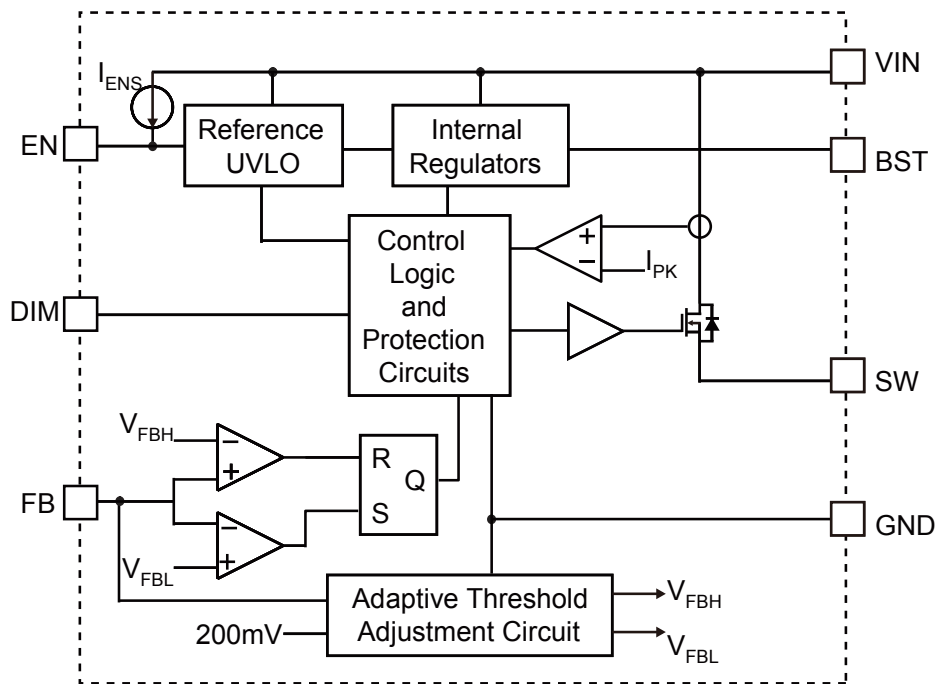 I_ENS
VIN
EN
Reference
UVLO
Internal
Regulators
BST
Control
Logic
and
Protection
Circuits
+
−
I_PK
DIM
SW
V_FBH
−
+
R
Q
S
FB
−
+
V_FBL
GND
Adaptive Threshold
Adjustment Circuit
200mV
V_FBH
V_FBL